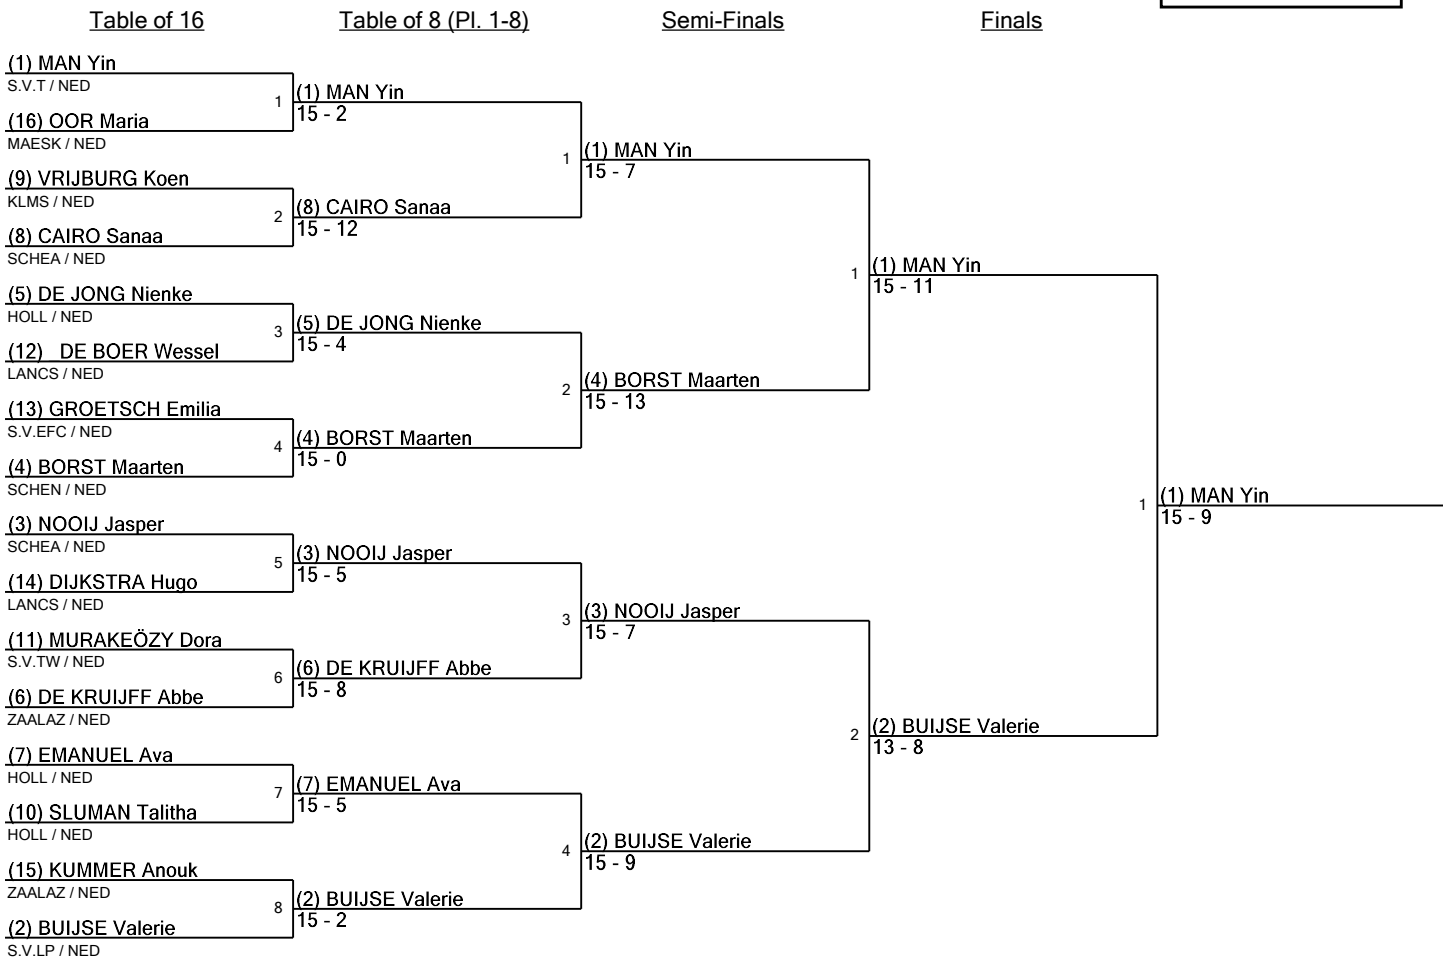 Table of 16
Table of 8 (Pl. 1-8)
Semi-Finals
Finals
(1) MAN Yin
S.V.T / NED
(16) OOR Maria
MAESK / NED
(9) VRIJBURG Koen
KLMS / NED
(8) CAIRO Sanaa
SCHEA / NED
(5) DE JONG Nienke
HOLL / NED
(12) _DE BOER Wessel
LANCS / NED
(13) GROETSCH Emilia
S.V.EFC / NED
(4) BORST Maarten
SCHEN / NED
(3) NOOIJ Jasper
SCHEA / NED
(14) DIJKSTRA Hugo
LANCS / NED
(11) MURAKEÖZY Dora
S.V.TW / NED
(6) DE KRUIJFF Abbe
ZAALAZ / NED
(7) EMANUEL Ava
HOLL / NED
(10) SLUMAN Talitha
HOLL / NED
(15) KUMMER Anouk
ZAALAZ / NED
(2) BUIJSE Valerie
S.V.LP / NED
1 (1) MAN Yin
15 - 2
2 (8) CAIRO Sanaa
15 - 12
3 (5) DE JONG Nienke
15 - 4
4 (4) BORST Maarten
15 - 0
5 (3) NOOIJ Jasper
15 - 5
6 (6) DE KRUIJFF Abbe
15 - 8
7 (7) EMANUEL Ava
15 - 5
8 (2) BUIJSE Valerie
15 - 2
1 (1) MAN Yin
15 - 7
2 (4) BORST Maarten
15 - 13
3 (3) NOOIJ Jasper
15 - 7
4 (2) BUIJSE Valerie
15 - 9
1 (1) MAN Yin
15 - 11
2 (2) BUIJSE Valerie
13 - 8
1 (1) MAN Yin
15 - 9